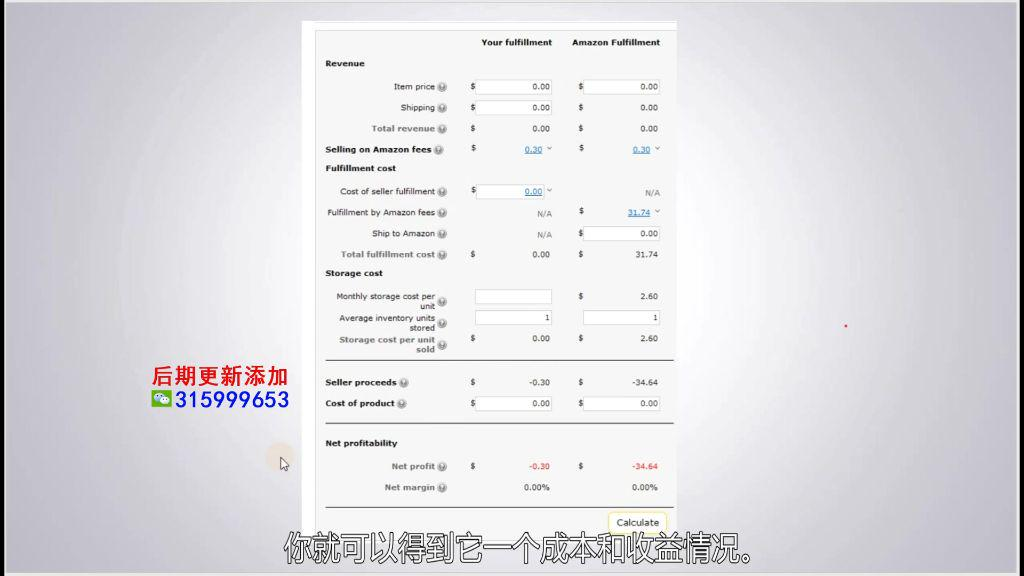 Your fulfillment Amazon Fulfillment
Revenue
Item price $ 0.00 $ 0.00
Shipping $ 0.00 $ 0.00
Total revenue $ 0.00 $ 0.00
Selling on Amazon fees $ 0.30 $ 0.30
Fulfillment cost
Cost of seller fulfillment $ 0.00 N/A
Fulfillment by Amazon fees N/A $ 31.74
Ship to Amazon N/A $ 0.00
Total fulfillment cost $ 0.00 $ 31.74
Storage cost
Monthly storage cost per
unit $ 2.60
Average inventory units
stored 1 1
Storage cost per unit
sold $ 0.00 $ 2.60
Seller proceeds $ -0.30 $ -34.64
Cost of product $ 0.00 $ 0.00
Net profitability
Net profit $ -0.30 $ -34.64
Net margin 0.00% 0.00%
Calculate
后期更新添加
315999653
你就可以得到它一个成本和收益情况。